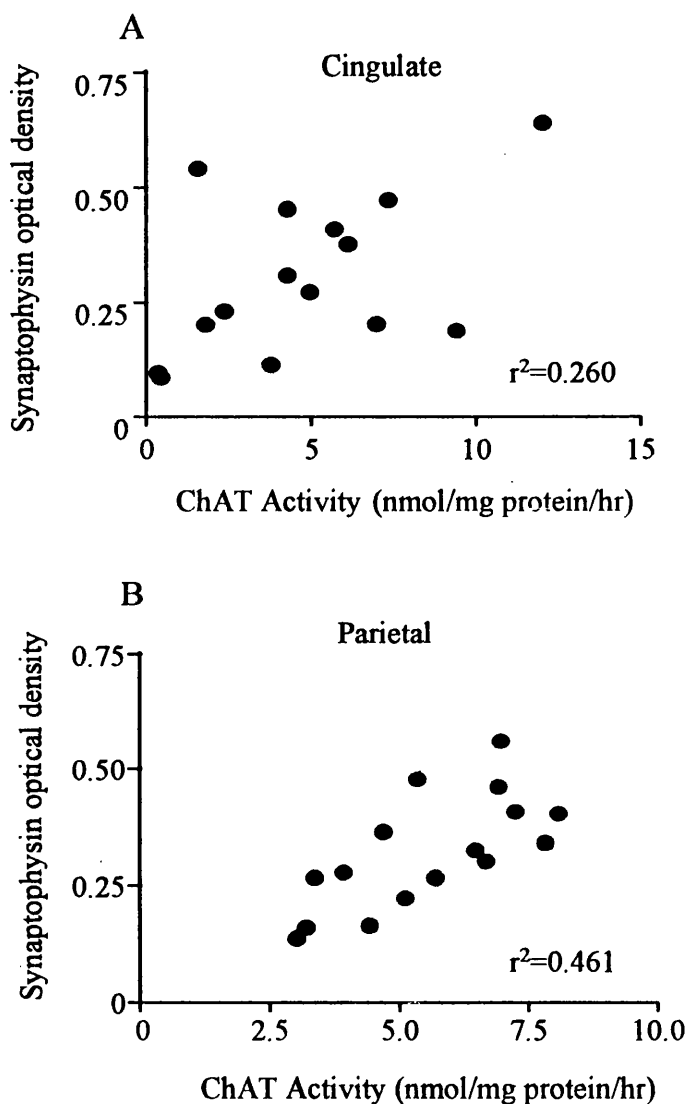 A
Cingulate
0.75
0.50
0.25
0
Synaptophysin optical density
r²=0.260
0 5 10 15
ChAT Activity (nmol/mg protein/hr)
B
Parietal
0.75
0.50
0.25
0
Synaptophysin optical density
r²=0.461
0 2.5 5.0 7.5 10.0
ChAT Activity (nmol/mg protein/hr)